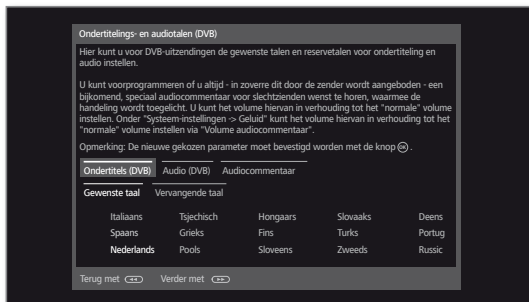 Ondertitelings- en audiotalen (DVB)
Hier kunt u voor DVB-uitzendingen de gewenste talen en reservetalen voor ondertiteling en
audio instellen.
U kunt voorprogrammeren of u altijd - in zoverre dit door de zender wordt aangeboden - een
bijkomend, speciaal audiocommentaar voor slechtzienden wenst te horen, waarmee de
handeling wordt toegelicht. U kunt het volume hiervan in verhouding tot het "normale" volume
instellen. Onder "Systeem-instellingen -> Geluid" kunt het volume hiervan in verhouding tot het
"normale" volume instellen via "Volume audiocommentaar".
Opmerking: De nieuwe gekozen parameter moet bevestigd worden met de knop OK .
Ondertitels (DVB) Audio (DVB) Audiocommentaar
Gewenste taal Vervangende taal
Italiaans Tsjechisch Hongaars Slovaaks Deens
Spaans Grieks Fins Turks Portug
Nederlands Pools Sloveens Zweeds Russic
Terug met Verder met